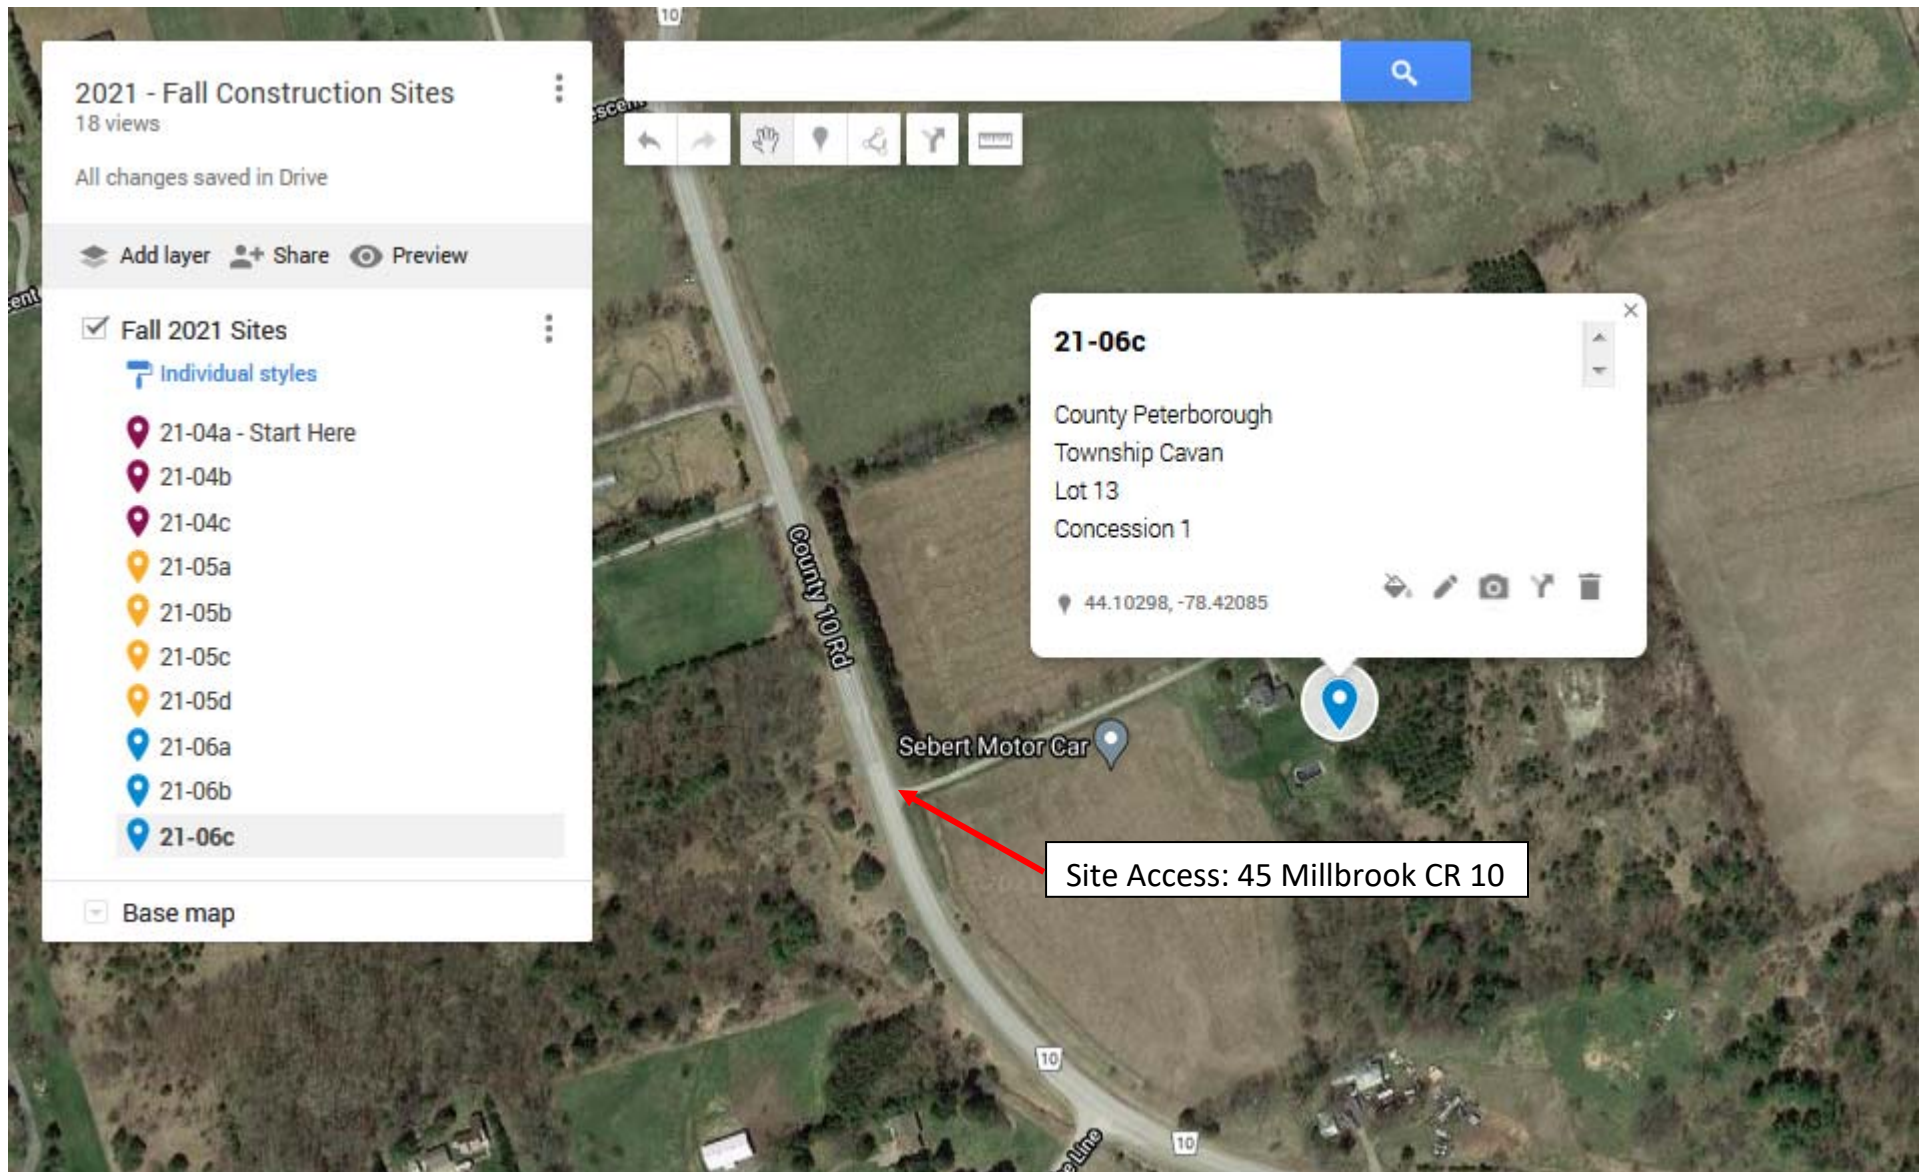 10
2021 - Fall Construction Sites
18 views
All changes saved in Drive
Add layer Share Preview
Fall 2021 Sites
Individual styles
21-04a - Start Here
21-04b
21-04c
21-05a
21-05b
21-05c
21-05d
21-06a
21-06b
21-06c
Base map
21-06c
County Peterborough
Township Cavan
Lot 13
Concession 1
44.10298, -78.42085
County 10 Rd
Sebert Motor Car
Site Access: 45 Millbrook CR 10
10
10
Line